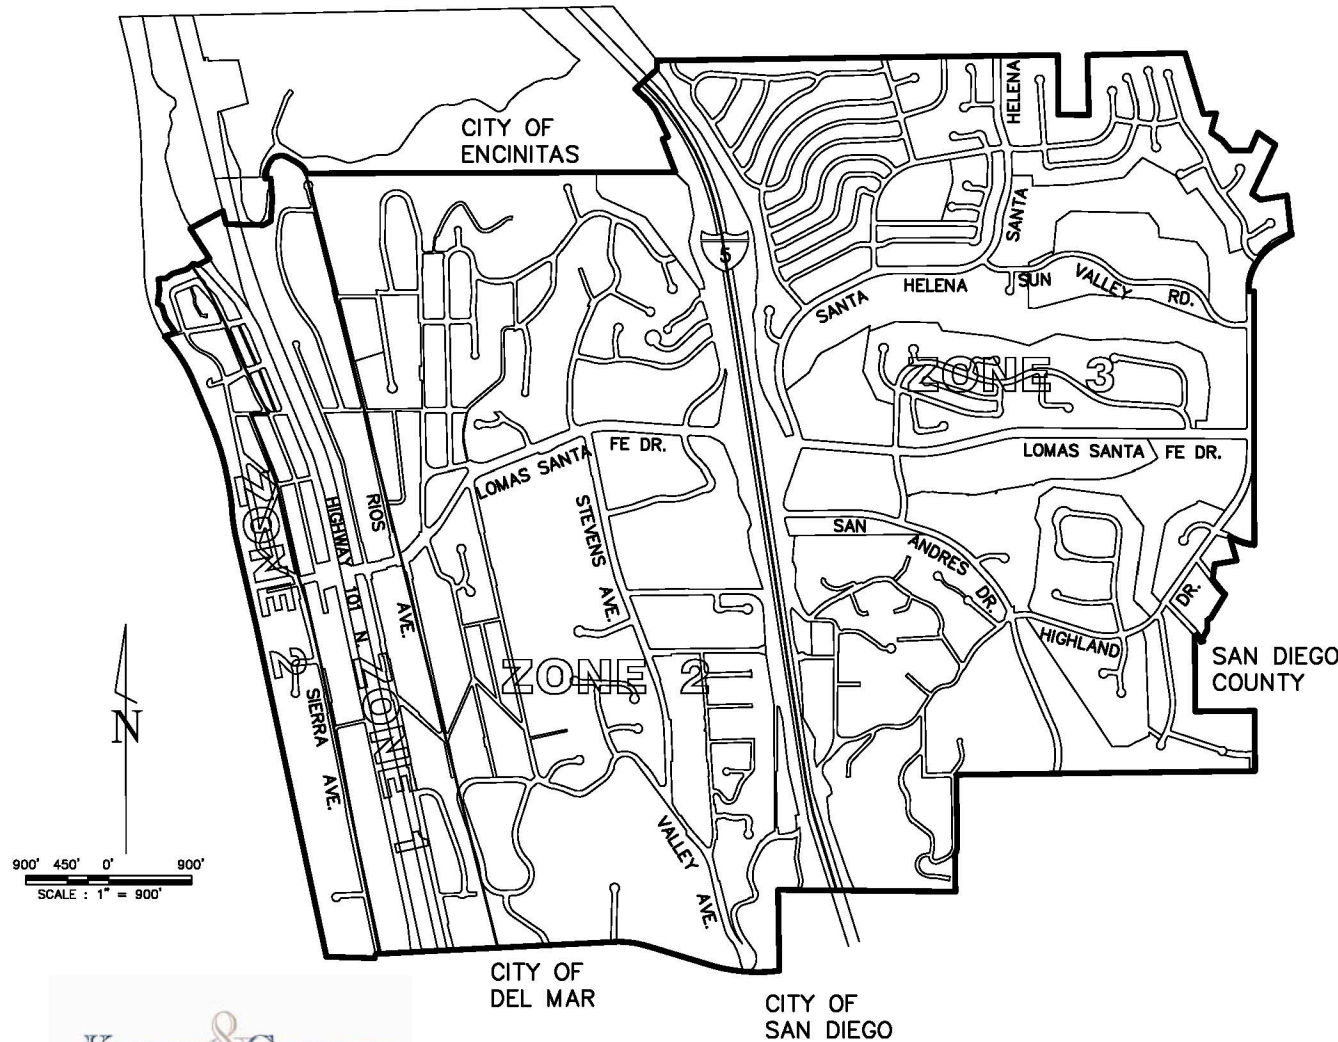 CITY OF
ENCINITAS
HELENA
SANTA
5
SANTA
HELENA
SUN
VALLEY
RD.
ZONE 3
LOMAS SANTA
FE DR.
LOMAS SANTA
FE DR.
ZONE 2
HIGHWAY
101
N.
RIOS
AVE.
STEVENS
AVE.
SAN
ANDRES
DR.
HIGHLAND
DR.
ZONE 2
ZONE 1
SIERRA
AVE.
VALLEY
AVE.
SAN DIEGO
COUNTY
N
900' 450' 0' 900'
SCALE : 1" = 900'
CITY OF
DEL MAR
CITY OF
SAN DIEGO
&